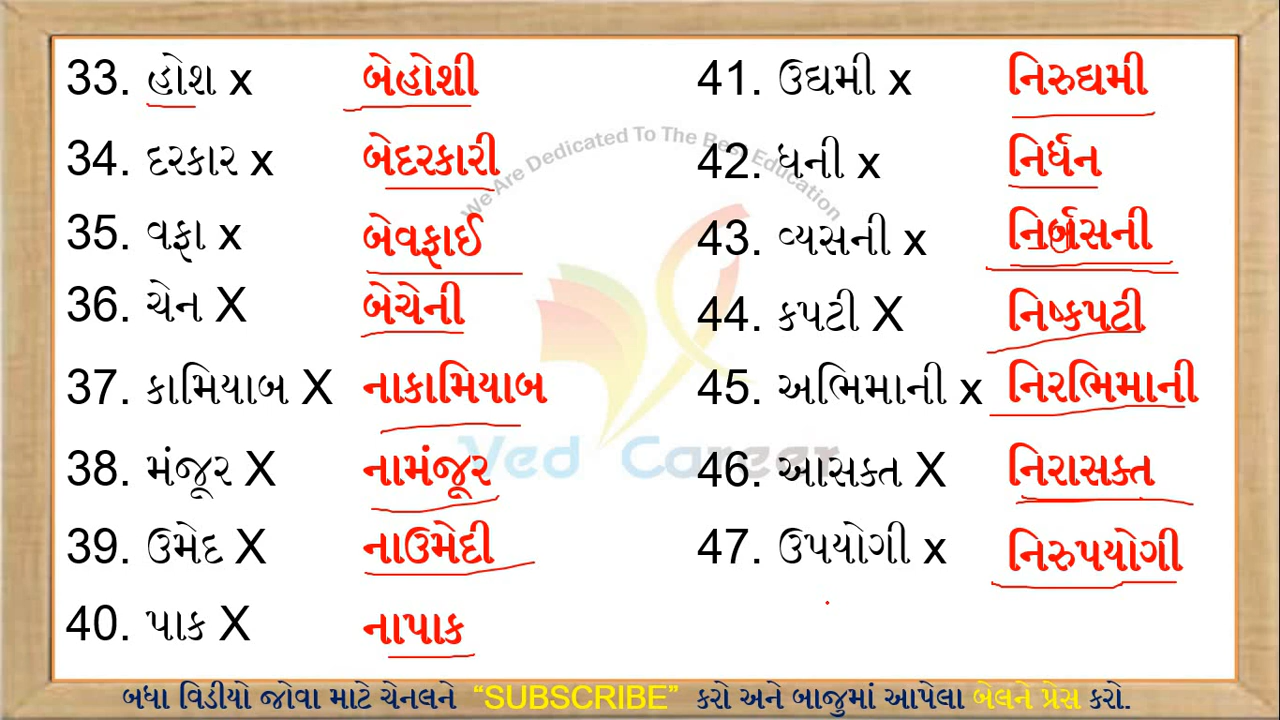 33. હોશ x બેહોશી
34. દરકાર x બેદરકારી
35. વફા x બેવફાઈ
36. ચેન X બેચેની
37. કામિયાબ X નાકામિયાબ
38. મંજૂર X નામંજૂર
39. ઉમેદ X નાઉમેદી
40. પાક X નાપાક
41. ઉદ્યમી x નિરુદ્યમી
42. ધની x નિર્ધન
43. વ્યસની x
44. કપટી X નિષ્કપટી
45. અભિમાની x નિરભિમાની
46. આસક્ત X નિરાસક્ત
47. ઉપયોગી x નિરુપયોગી
We Are Dedicated To The Best Education
Ved Career
બધા વિડીયો જોવા માટે ચેનલને “SUBSCRIBE” કરો અને બાજુમાં આપેલા બેલને પ્રેસ કરો.